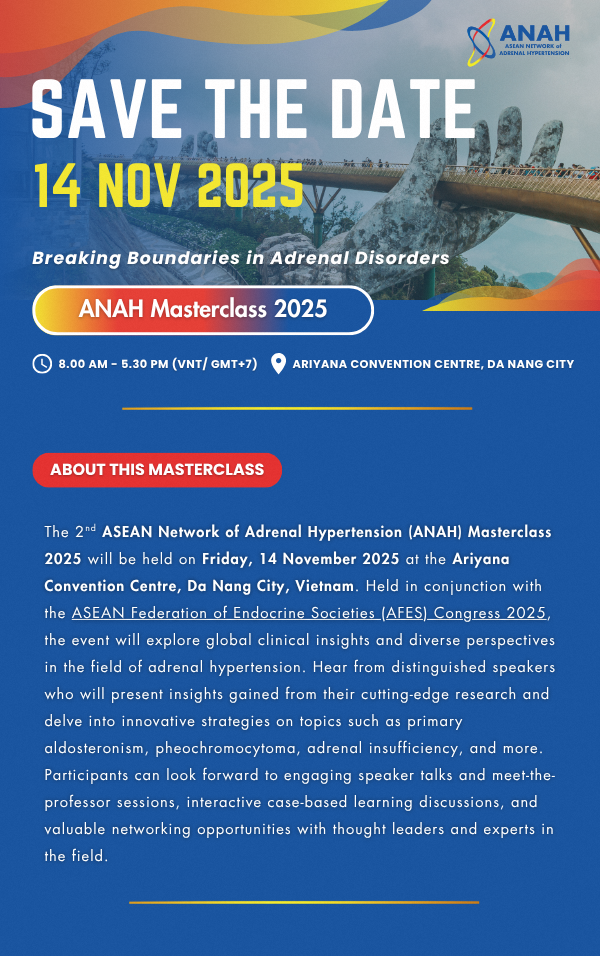 ANAH
ASEAN NETWORK of
ADRENAL HYPERTENSION
SAVE THE DATE
14 NOV 2025
Breaking Boundaries in Adrenal Disorders
ANAH Masterclass 2025
8.00 AM - 5.30 PM (VNT/ GMT+7)
ARIYANA CONVENTION CENTRE, DA NANG CITY
ABOUT THIS MASTERCLASS
The 2nd ASEAN Network of Adrenal Hypertension (ANAH) Masterclass
2025 will be held on Friday, 14 November 2025 at the Ariyana
Convention Centre, Da Nang City, Vietnam. Held in conjunction with
the ASEAN Federation of Endocrine Societies (AFES) Congress 2025,
the event will explore global clinical insights and diverse perspectives
in the field of adrenal hypertension. Hear from distinguished speakers
who will present insights gained from their cutting-edge research and
delve into innovative strategies on topics such as primary
aldosteronism, pheochromocytoma, adrenal insufficiency, and more.
Participants can look forward to engaging speaker talks and meet-the-
professor sessions, interactive case-based learning discussions, and
valuable networking opportunities with thought leaders and experts in
the field.